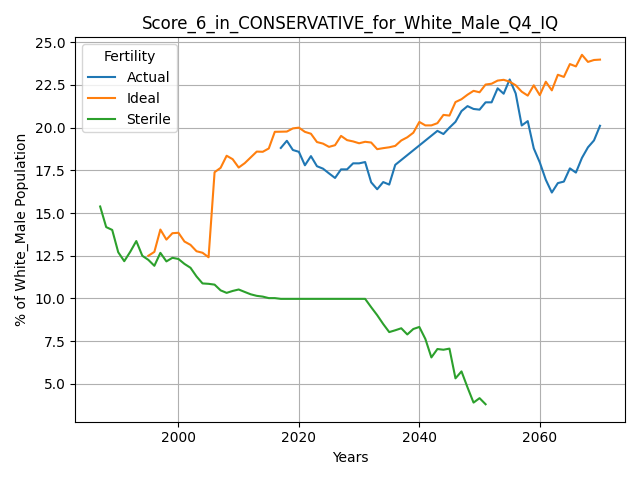 Score_6_in_CONSERVATIVE_for_White_Male_Q4_IQ
25.0
22.5
20.0
17.5
15.0
12.5
10.0
7.5
5.0
% of White_Male Population
Fertility
Actual
Ideal
Sterile
2000
2020
2040
2060
Years